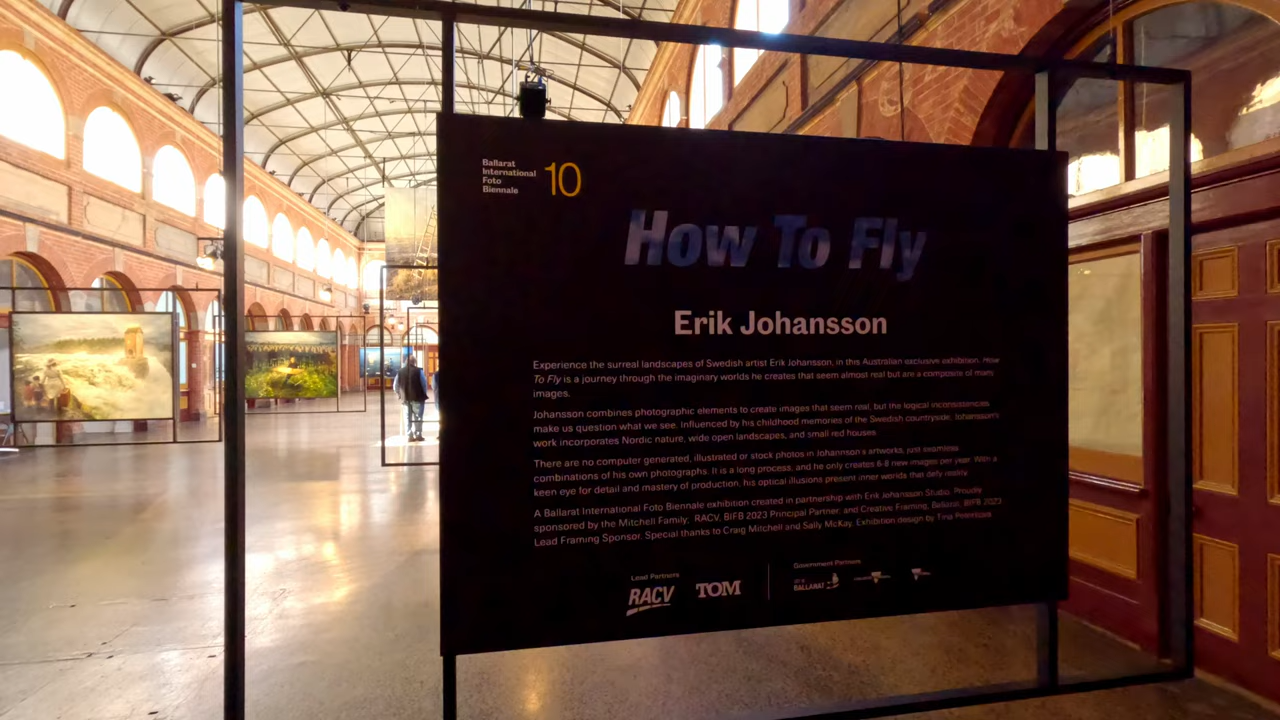 Ballarat
International
Foto
Biennale
10
How To Fly
Erik Johansson
Experience the surreal landscapes of Swedish artist Erik Johansson, in this Australian exclusive exhibition. How
To Fly is a journey through the imaginary worlds he creates that seem almost real but are a composite of many
images.
Johansson combines photographic elements to create images that seem real, but the logical inconsistencies
make us question what we see. Influenced by his childhood memories of the Swedish countryside, Johansson's
work incorporates Nordic nature, wide open landscapes, and small red houses.
There are no computer generated, illustrated or stock photos in Johannson's artworks, just seamless
combinations of his own photographs. It is a long process, and he only creates 6-8 new images per year. With a
keen eye for detail and mastery of production, his optical illusions present inner worlds that defy reality.
A Ballarat International Foto Biennale exhibition created in partnership with Erik Johansson Studio. Proudly
sponsored by the Mitchell Family; RACV, BIFB 2023 Principal Partner; and Creative Framing, Ballarat, BIFB 2023
Lead Framing Sponsor. Special thanks to Craig Mitchell and Sally McKay. Exhibition design by Tina
Lead Partners
RACV
TOM
Government Partners
CITY OF
BALLARAT